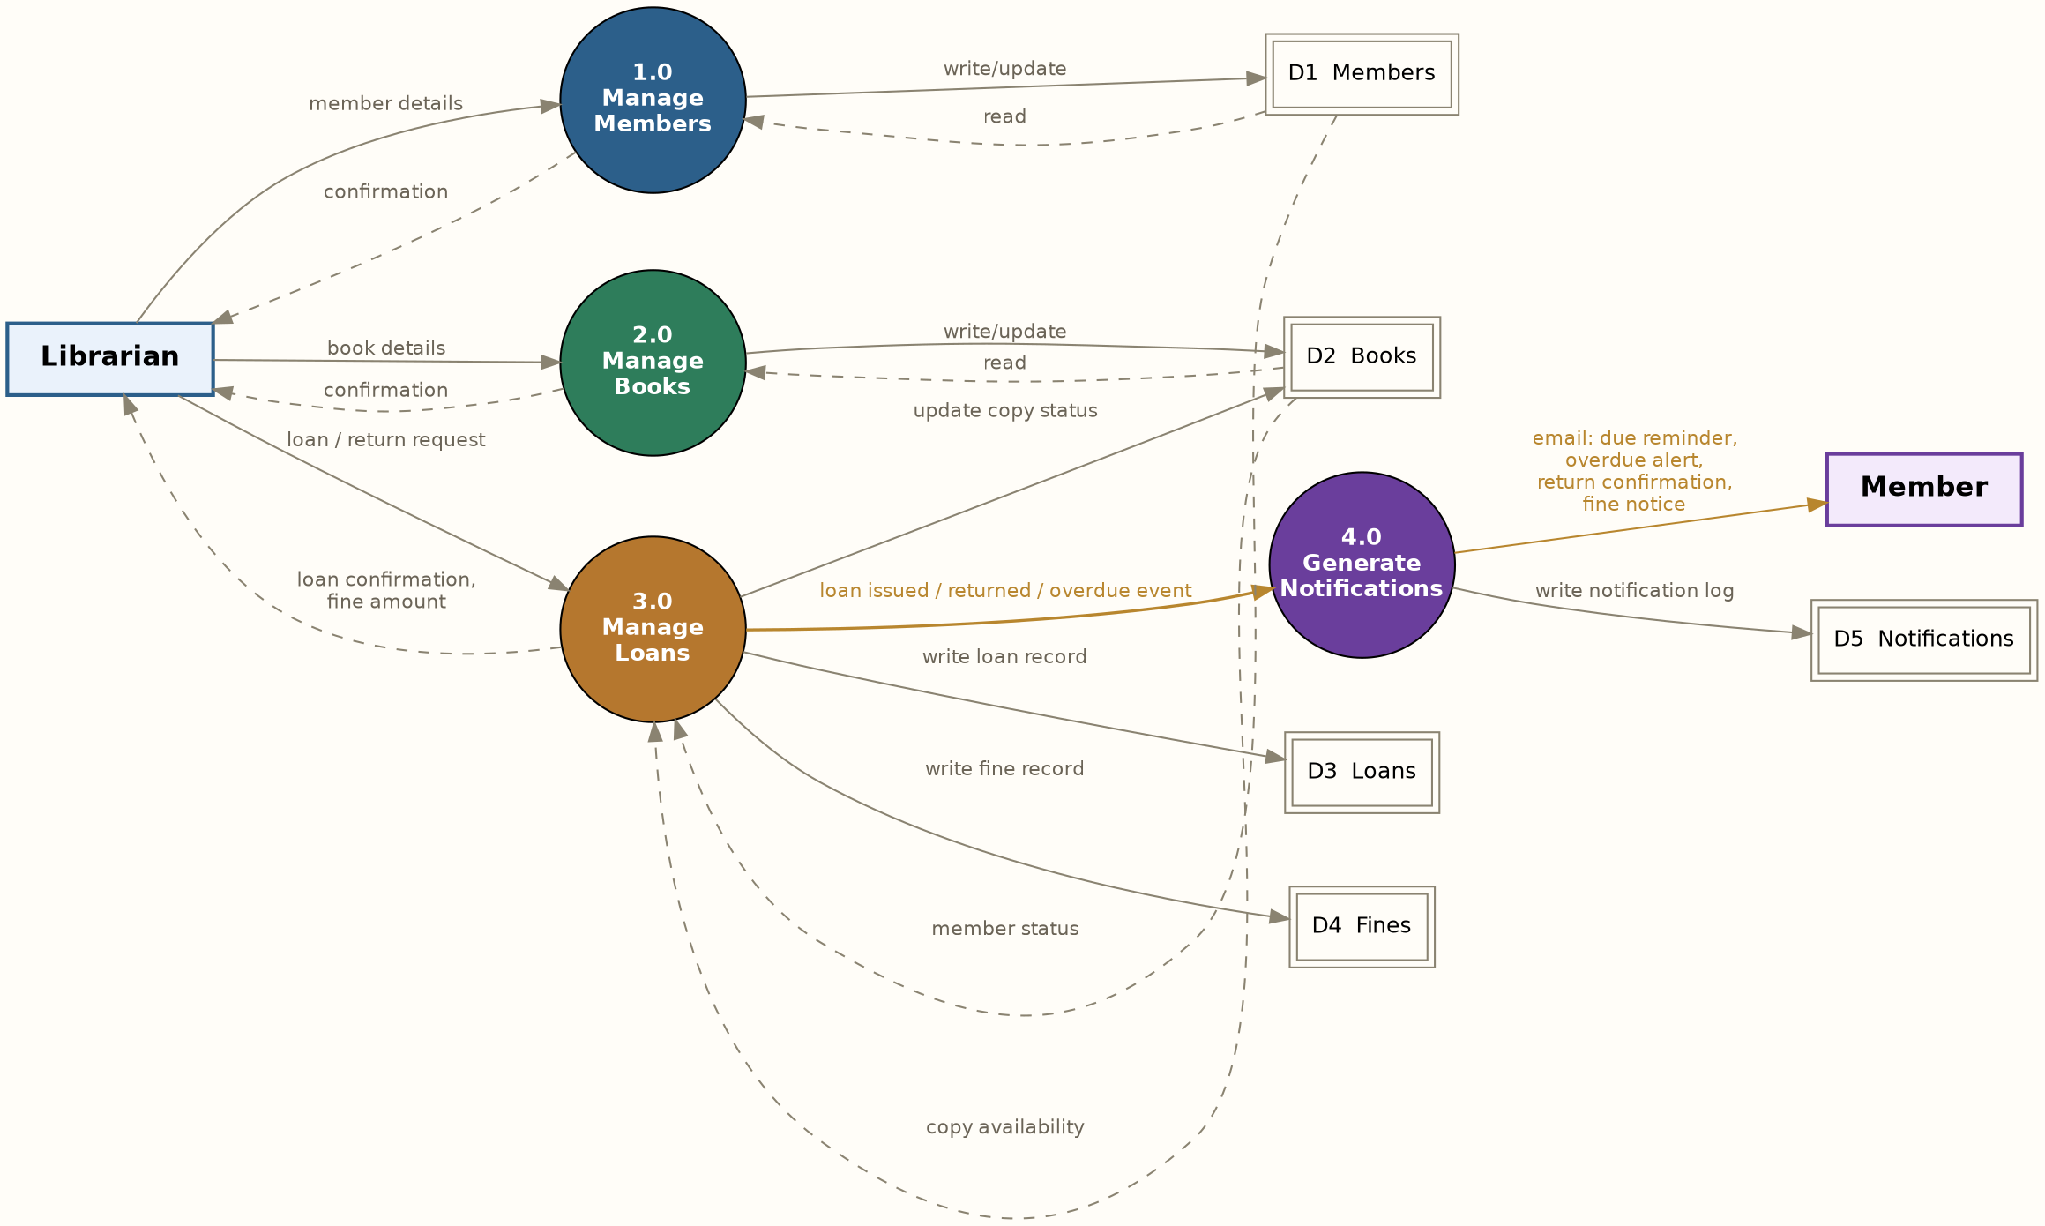 1.0
Manage
Members
D1  Members
write/update
read
member details
confirmation
Librarian
book details
confirmation
2.0
Manage
Books
write/update
read
D2  Books
update copy status
loan / return request
loan confirmation,
fine amount
3.0
Manage
Loans
loan issued / returned / overdue event
4.0
Generate
Notifications
email: due reminder,
overdue alert,
return confirmation,
fine notice
Member
write notification log
D5  Notifications
write loan record
D3  Loans
write fine record
D4  Fines
member status
copy availability